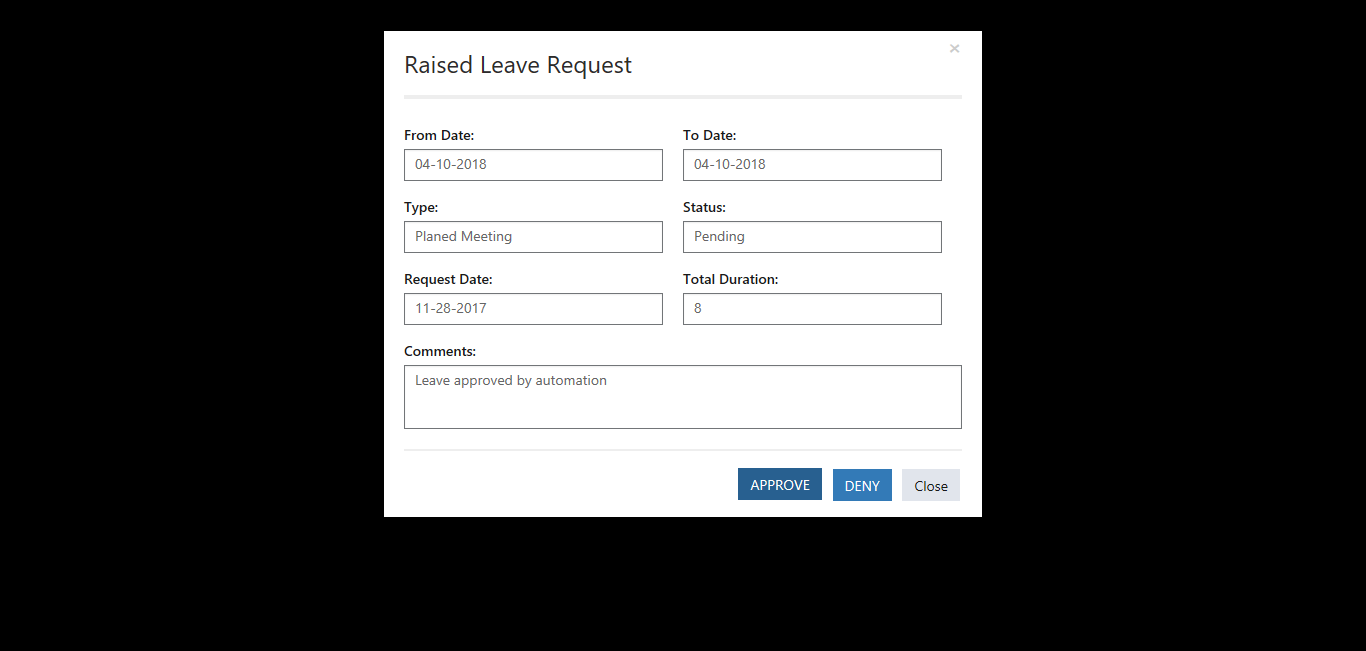 ×
Raised Leave Request
From Date:
To Date:
04-10-2018
04-10-2018
Type:
Status:
Planed Meeting
Pending
Request Date:
Total Duration:
11-28-2017
8
Comments:
Leave approved by automation
APPROVE
DENY
Close